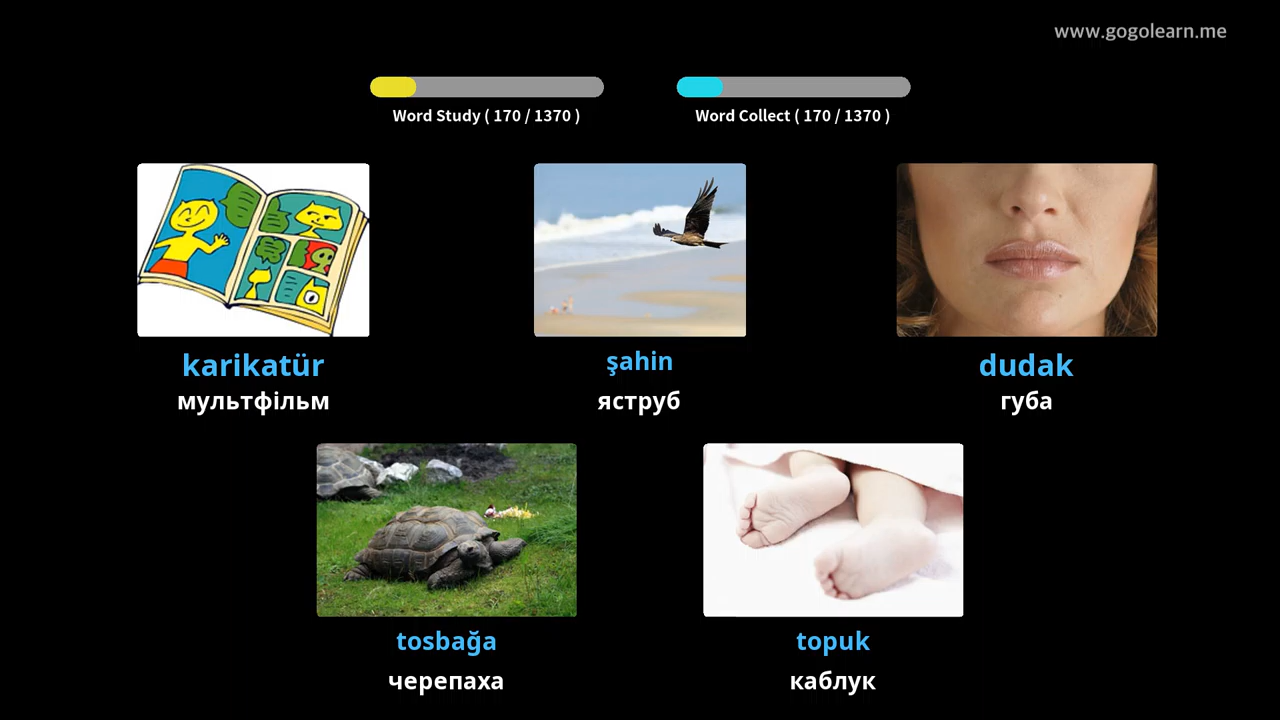 www.gogolearn.me
Word Study ( 170 / 1370 )
Word Collect ( 170 / 1370 )
karikatür
мультфільм
şahin
яструб
dudak
губа
tosbağa
черепаха
topuk
каблук